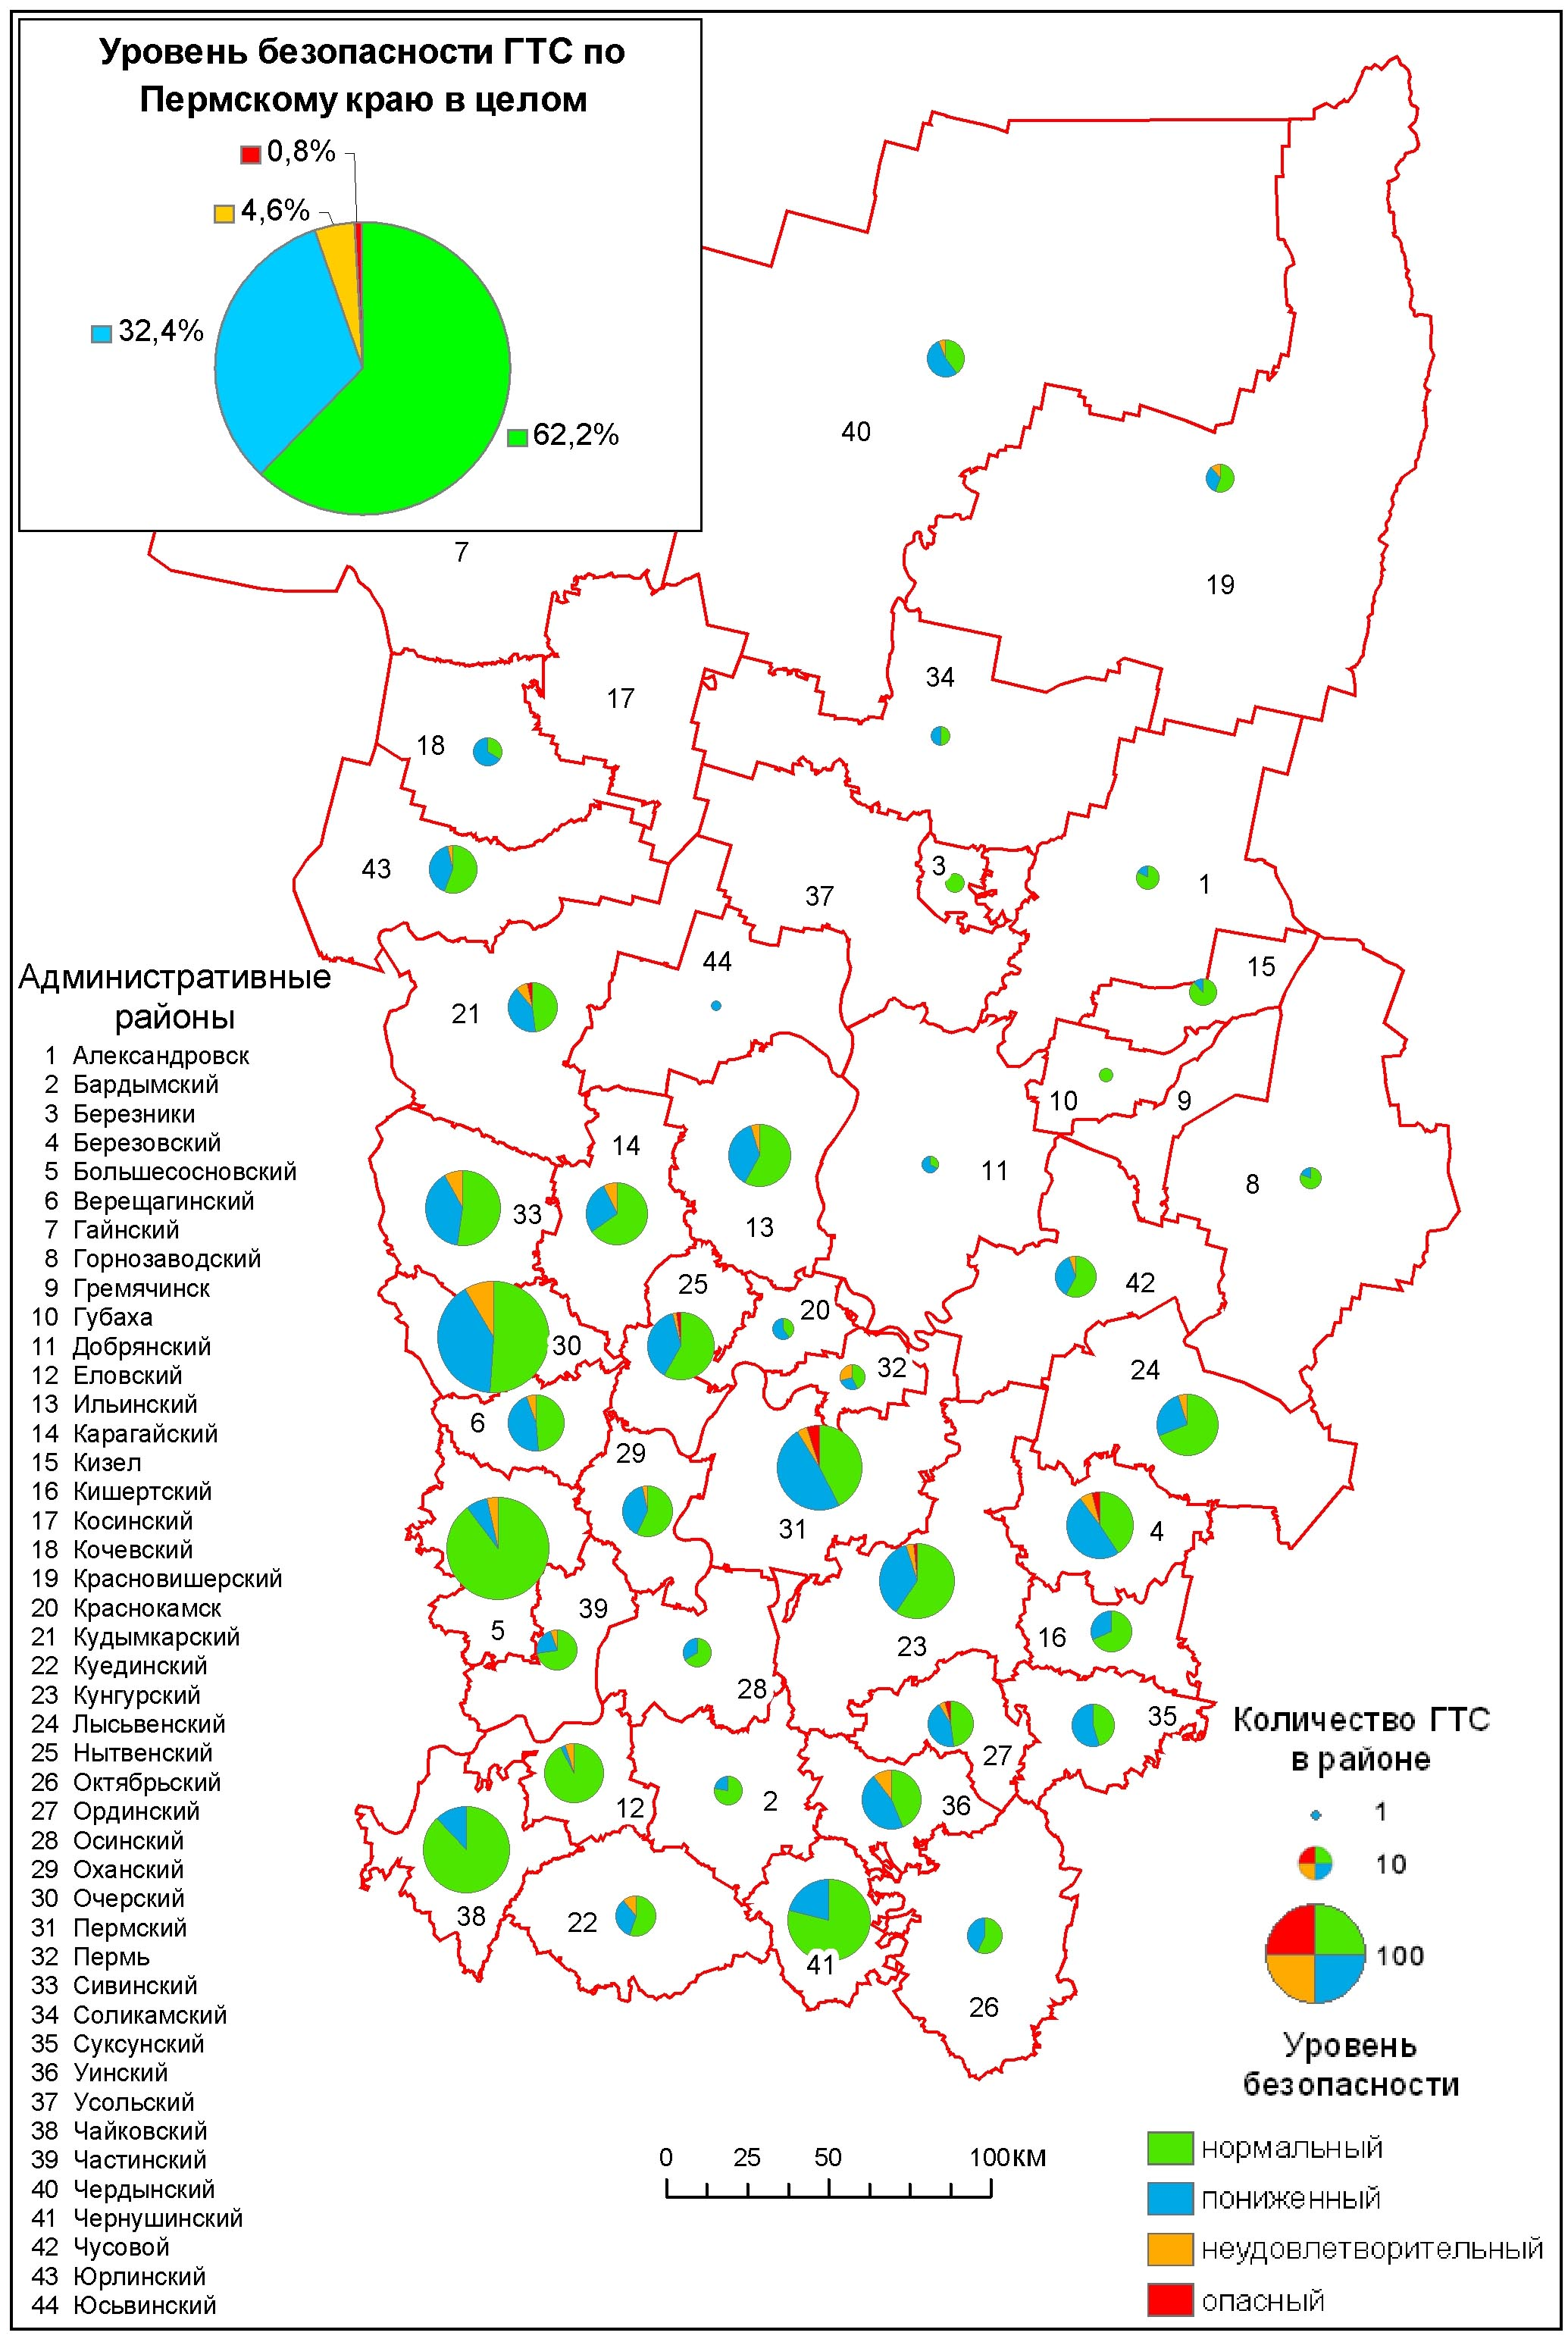 Уровень безопасности ГТС по
Пермскому краю в целом
0,8%
4,6%
32,4%
62,2%
40
7
19
34
17
18
3
43
1
37
44
15
21
10
9
14
11
8
33
13
25
42
20
30
32
24
6
29
31
4
39
5
23
16
28
35
27
12
2
36
38
22
41
26
Административные
районы
1 Александровск
2 Бардымский
3 Березники
4 Березовский
5 Большесосновский
6 Верещагинский
7 Гайнский
8 Горнозаводский
9 Гремячинск
10 Губаха
11 Добрянский
12 Еловский
13 Ильинский
14 Карагайский
15 Кизел
16 Кишертский
17 Косинский
18 Кочевский
19 Красновишерский
20 Краснокамск
21 Кудымкарский
22 Куединский
23 Кунгурский
24 Лысьвенский
25 Нытвенский
26 Октябрьский
27 Ординский
28 Осинский
29 Оханский
30 Очерский
31 Пермский
32 Пермь
33 Сивинский
34 Соликамский
35 Суксунский
36 Уинский
37 Усольский
38 Чайковский
39 Частинский
40 Чердынский
41 Чернушинский
42 Чусовой
43 Юрлинский
44 Юсьвинский
Количество ГТС
в районе
1
10
100
Уровень
безопасности
нормальный
пониженный
неудовлетворительный
опасный
0 25 50 100 км